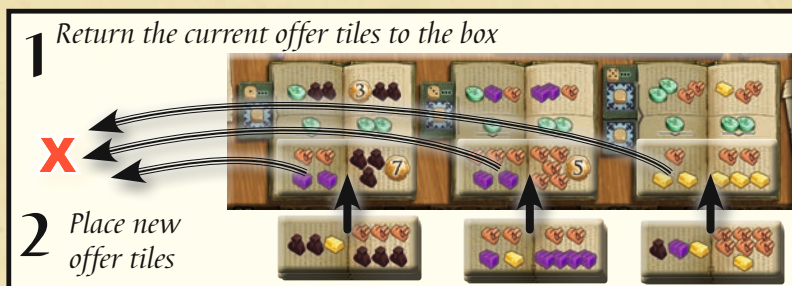 1 Return the current offer tiles to the box
3
X
7
5
2 Place new
offer tiles